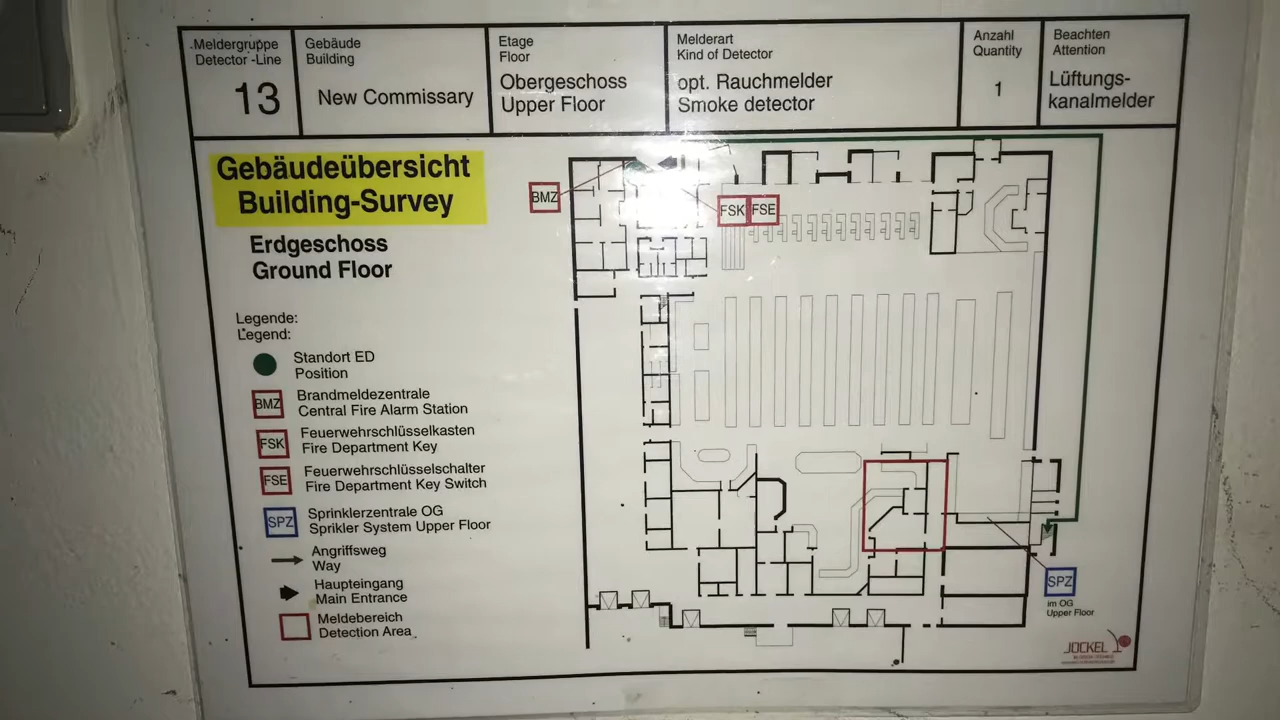 Meldergruppe
Detector -Line
13
Gebäude
Building
New Commissary
Etage
Floor
Obergeschoss
Upper Floor
Melderart
Kind of Detector
opt. Rauchmelder
Smoke detector
Anzahl
Quantity
1
Beachten
Attention
Lüftungs-
kanalmelder
Gebäudeübersicht
Building-Survey
Erdgeschoss
Ground Floor
BMZ
FSK FSE
Legende:
Legend:
Standort ED
Position
BMZ
Brandmeldezentrale
Central Fire Alarm Station
FSK
Feuerwehrschlüsselkasten
Fire Department Key
FSE
Feuerwehrschlüsselschalter
Fire Department Key Switch
SPZ
Sprinklerzentrale OG
Sprikler System Upper Floor
Angriffsweg
Way
Haupteingang
Main Entrance
Meldebereich
Detection Area
SPZ
im OG
Upper Floor
JOCKEL